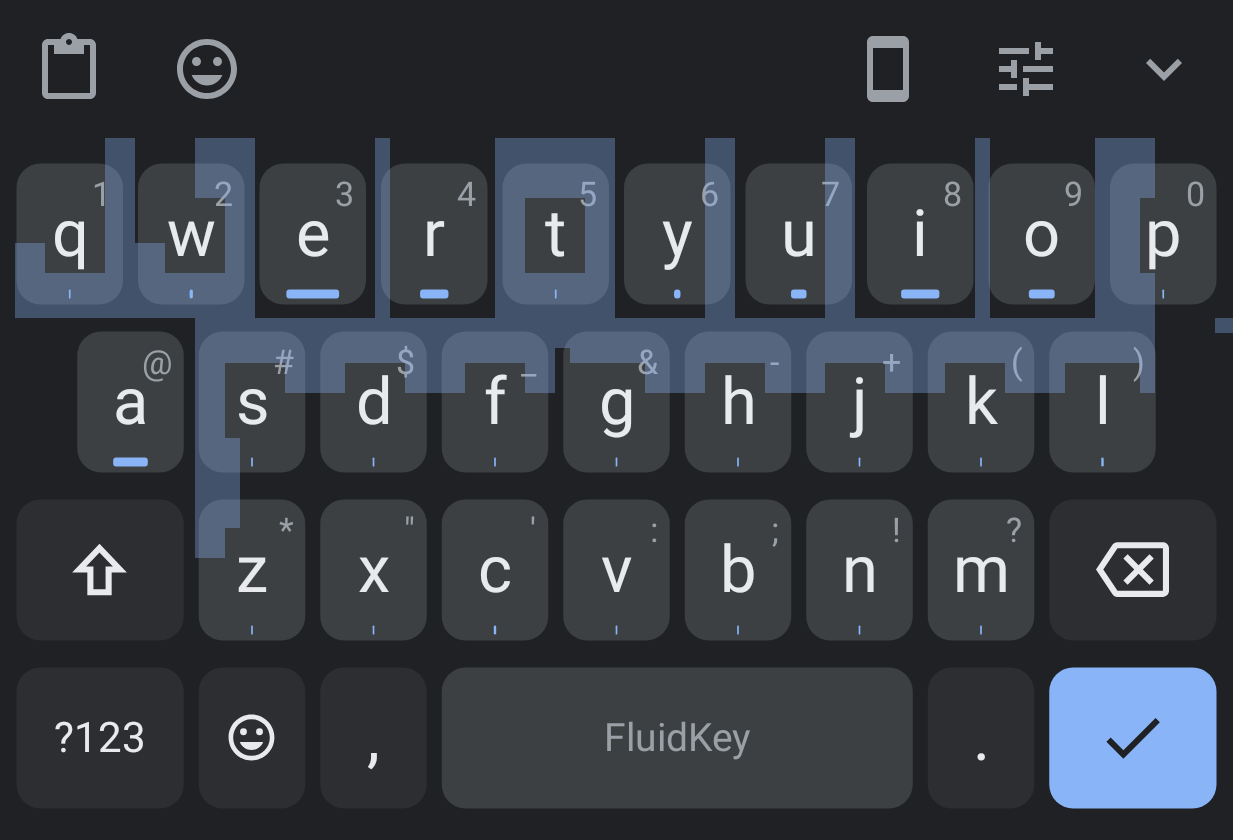 q 1 w 2 e 3 r 4 t 5 y 6 u 7 i 8 o 9 p 0
a @ s # d $ f _ g & h - j + k ( l )
z * x " c ' v : b ; n ! m ?
?123 , FluidKey .